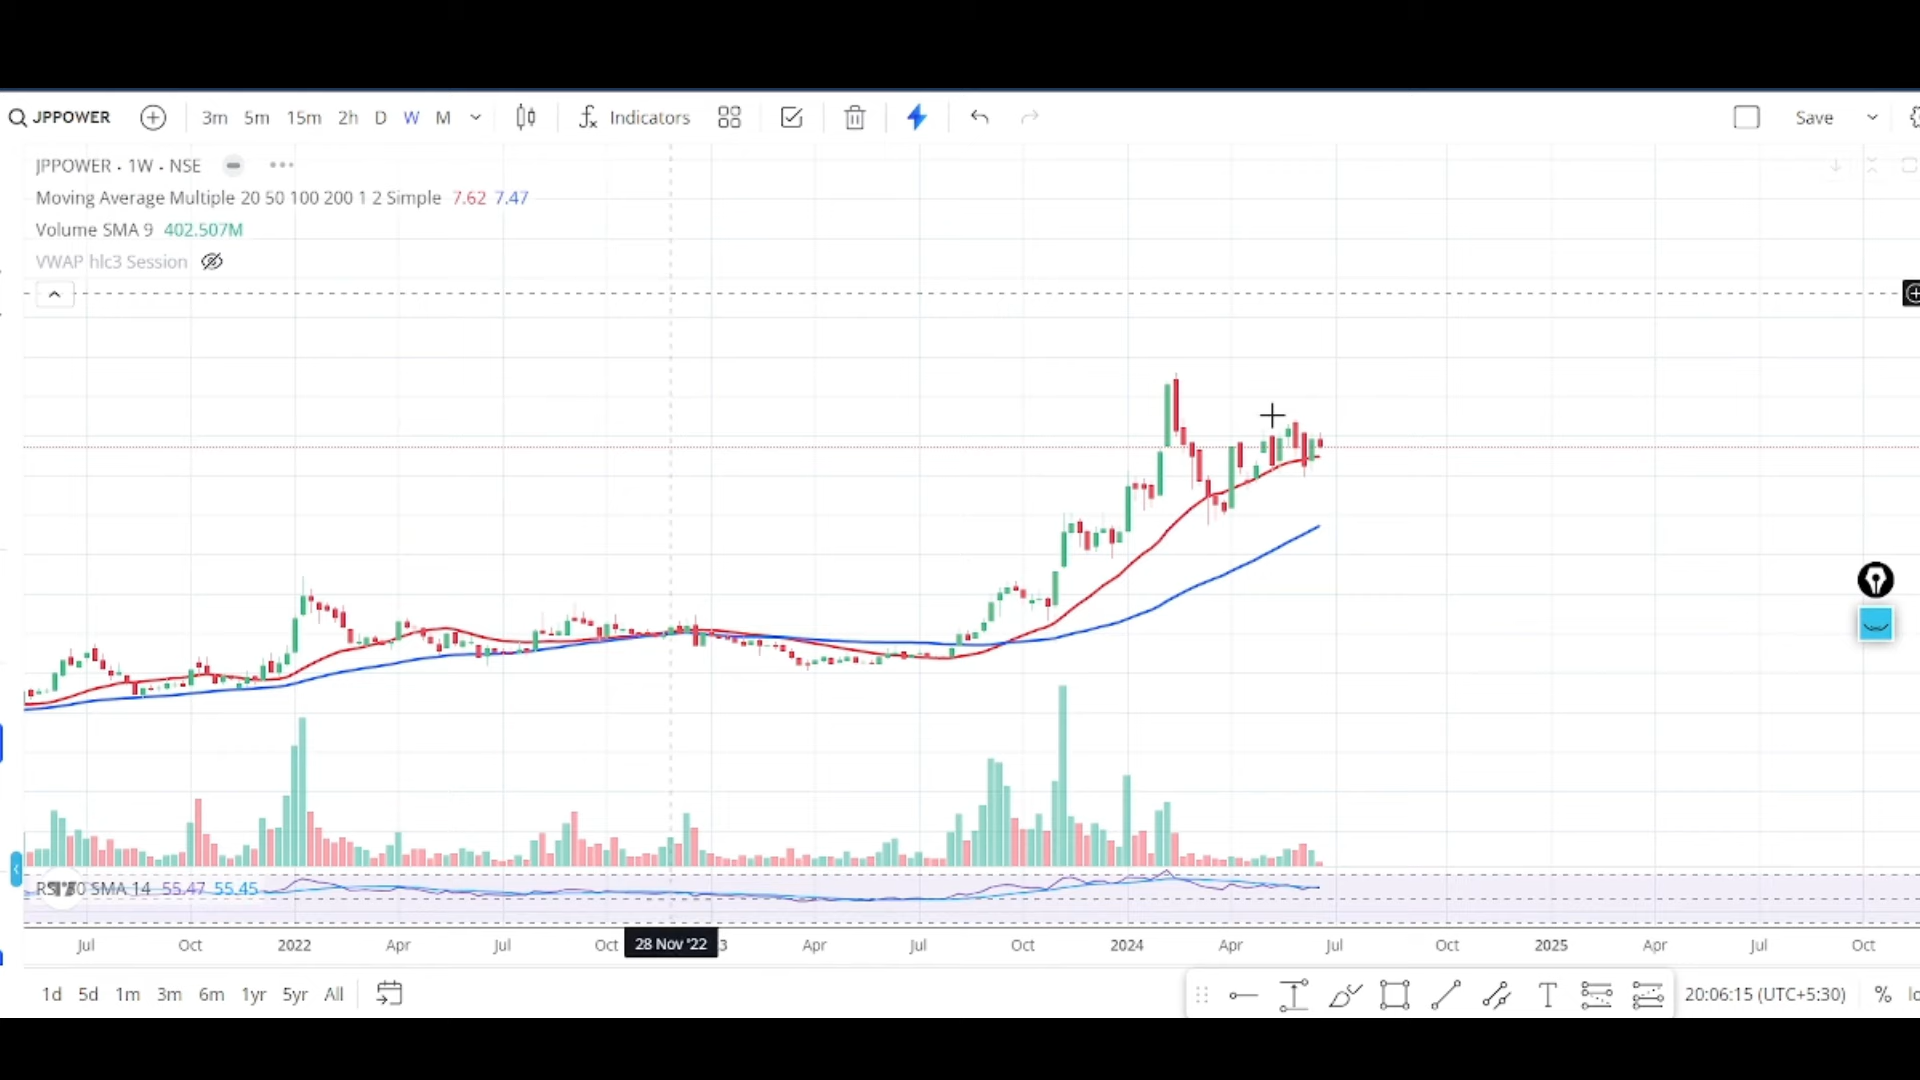 JPPOWER 3m 5m 15m 2h D W M Indicators Save
JPPOWER · 1W · NSE
Moving Average Multiple 20 50 100 200 1 2 Simple 7.62 7.47
Volume SMA 9 402.507M
VWAP hlc3 Session
SMA 14 55.47 55.45
Jul Oct 2022 Apr Jul Oct 28 Nov '22 3 Apr Jul Oct 2024 Apr Jul Oct 2025 Apr Jul Oct
1d 5d 1m 3m 6m 1yr 5yr All T 20:06:15 (UTC+5:30) %